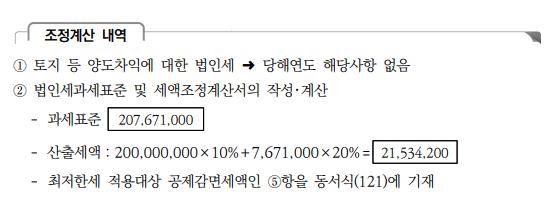 조정계산 내역
① 토지 등 양도차익에 대한 법인세 ➜ 당해연도 해당사항 없음
② 법인세과세표준 및 세액조정계산서의 작성·계산
- 과세표준 207,671,000
- 산출세액 : 200,000,000×10%+7,671,000×20%= 21,534,200
- 최저한세 적용대상 공제감면세액인 ⑤항을 동서식(121)에 기재